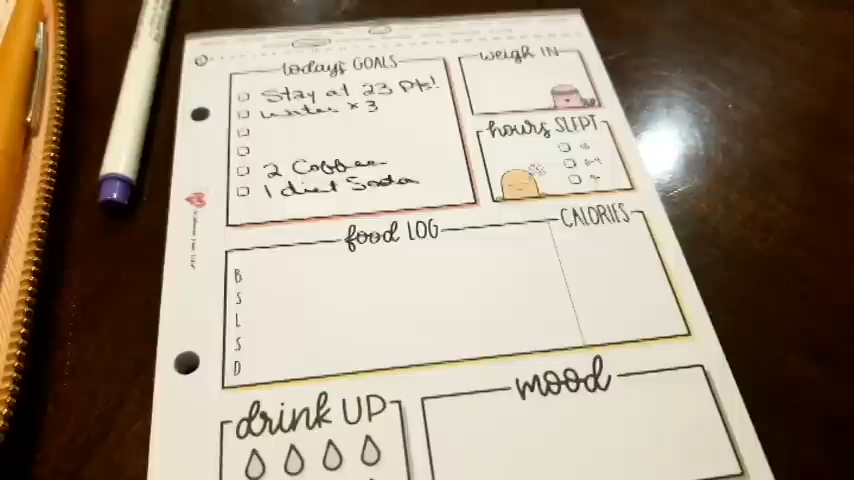 today's GOALS
Stay at 23 Pts!
water x 3
2 Coffee
1 diet Soda
weigh IN
hours SLEPT
food LOG
CALORIES
B
S
L
S
D
drink UP
mood